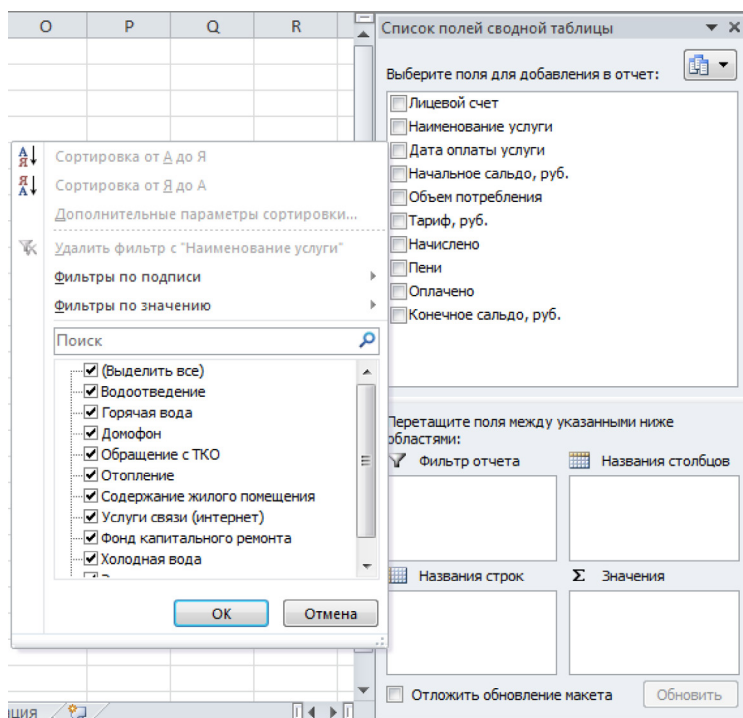 O P Q R
Список полей сводной таблицы
Выберите поля для добавления в отчет:
Лицевой счет
Наименование услуги
Дата оплаты услуги
Начальное сальдо, руб.
Объем потребления
Тариф, руб.
Начислено
Пени
Оплачено
Конечное сальдо, руб.
Сортировка от А до Я
Сортировка от Я до А
Дополнительные параметры сортировки...
Удалить фильтр с "Наименование услуги"
Фильтры по подписи
Фильтры по значению
Поиск
(Выделить все)
Водоотведение
Горячая вода
Домофон
Обращение с ТКО
Отопление
Содержание жилого помещения
Услуги связи (интернет)
Фонд капитального ремонта
Холодная вода
ОК Отмена
Перетащите поля между указанными ниже
областями:
Фильтр отчета
Названия столбцов
Названия строк
Σ Значения
Отложить обновление макета
Обновить